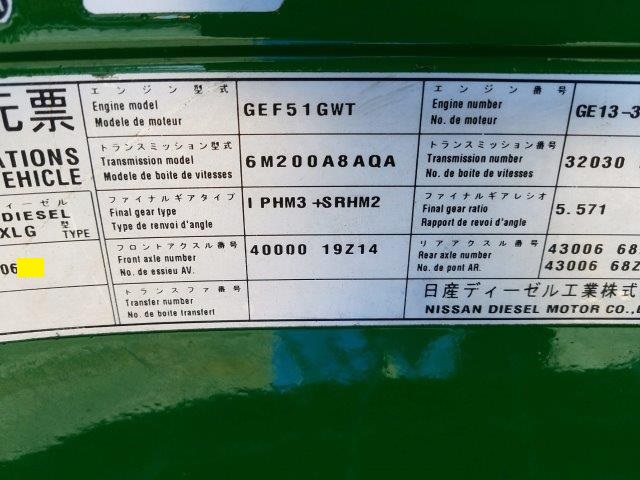 元票
ATIONS
EHICLE
ィーゼル
DIESEL
XLG 型 TYPE
06
エンジン型式
Engine model
Modele de moteur
GEF51GWT
エンジン番号
Engine number
No. de moteur
GE13-3
トランスミッション型式
Transmission model
Modele de boite de vitesses
6M200A8AQA
トランスミッション番号
Transmission number
No. de boite de vitesses
32030
ファイナルギアタイプ
Final gear type
Type de renvoi d'angle
IPHM3+SRHM2
ファイナルギアレシオ
Final gear ratio
Rapport de revoi d'angle
5.571
フロントアクスル番号
Front axle number
No. de essieu AV.
40000 19Z14
リアアクスル番号
Rear axle number
No. de pont AR.
43006 68
43006 68Z
トランスファ番号
Transfer number
No. de boite transfert
日産ディーゼル工業株式
NISSAN DIESEL MOTOR CO.,